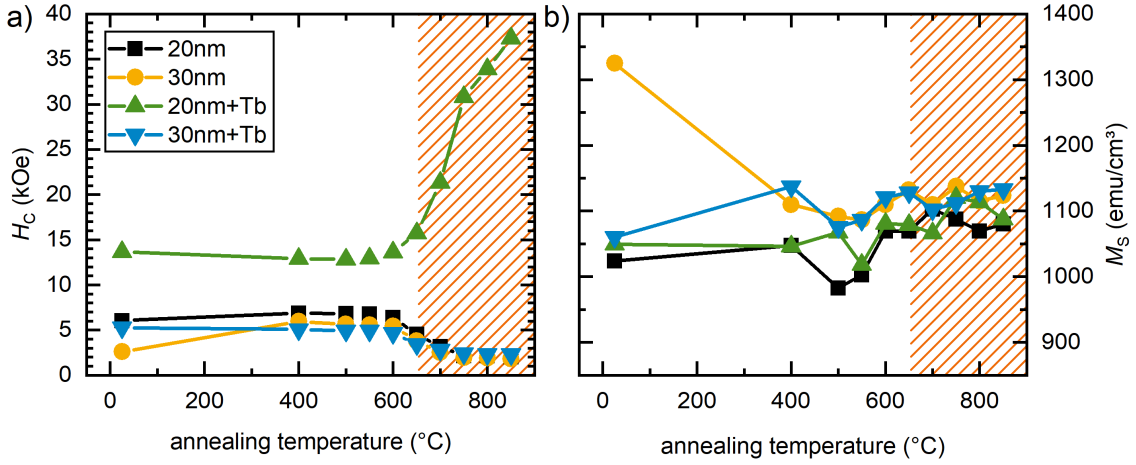 a)
40
35
30
25
20
15
10
5
0
H_C (kOe)
20nm
30nm
20nm+Tb
30nm+Tb
0 200 400 600 800
annealing temperature (°C)
b)
1400
1300
1200
1100
1000
900
M_S (emu/cm³)
0 200 400 600 800
annealing temperature (°C)